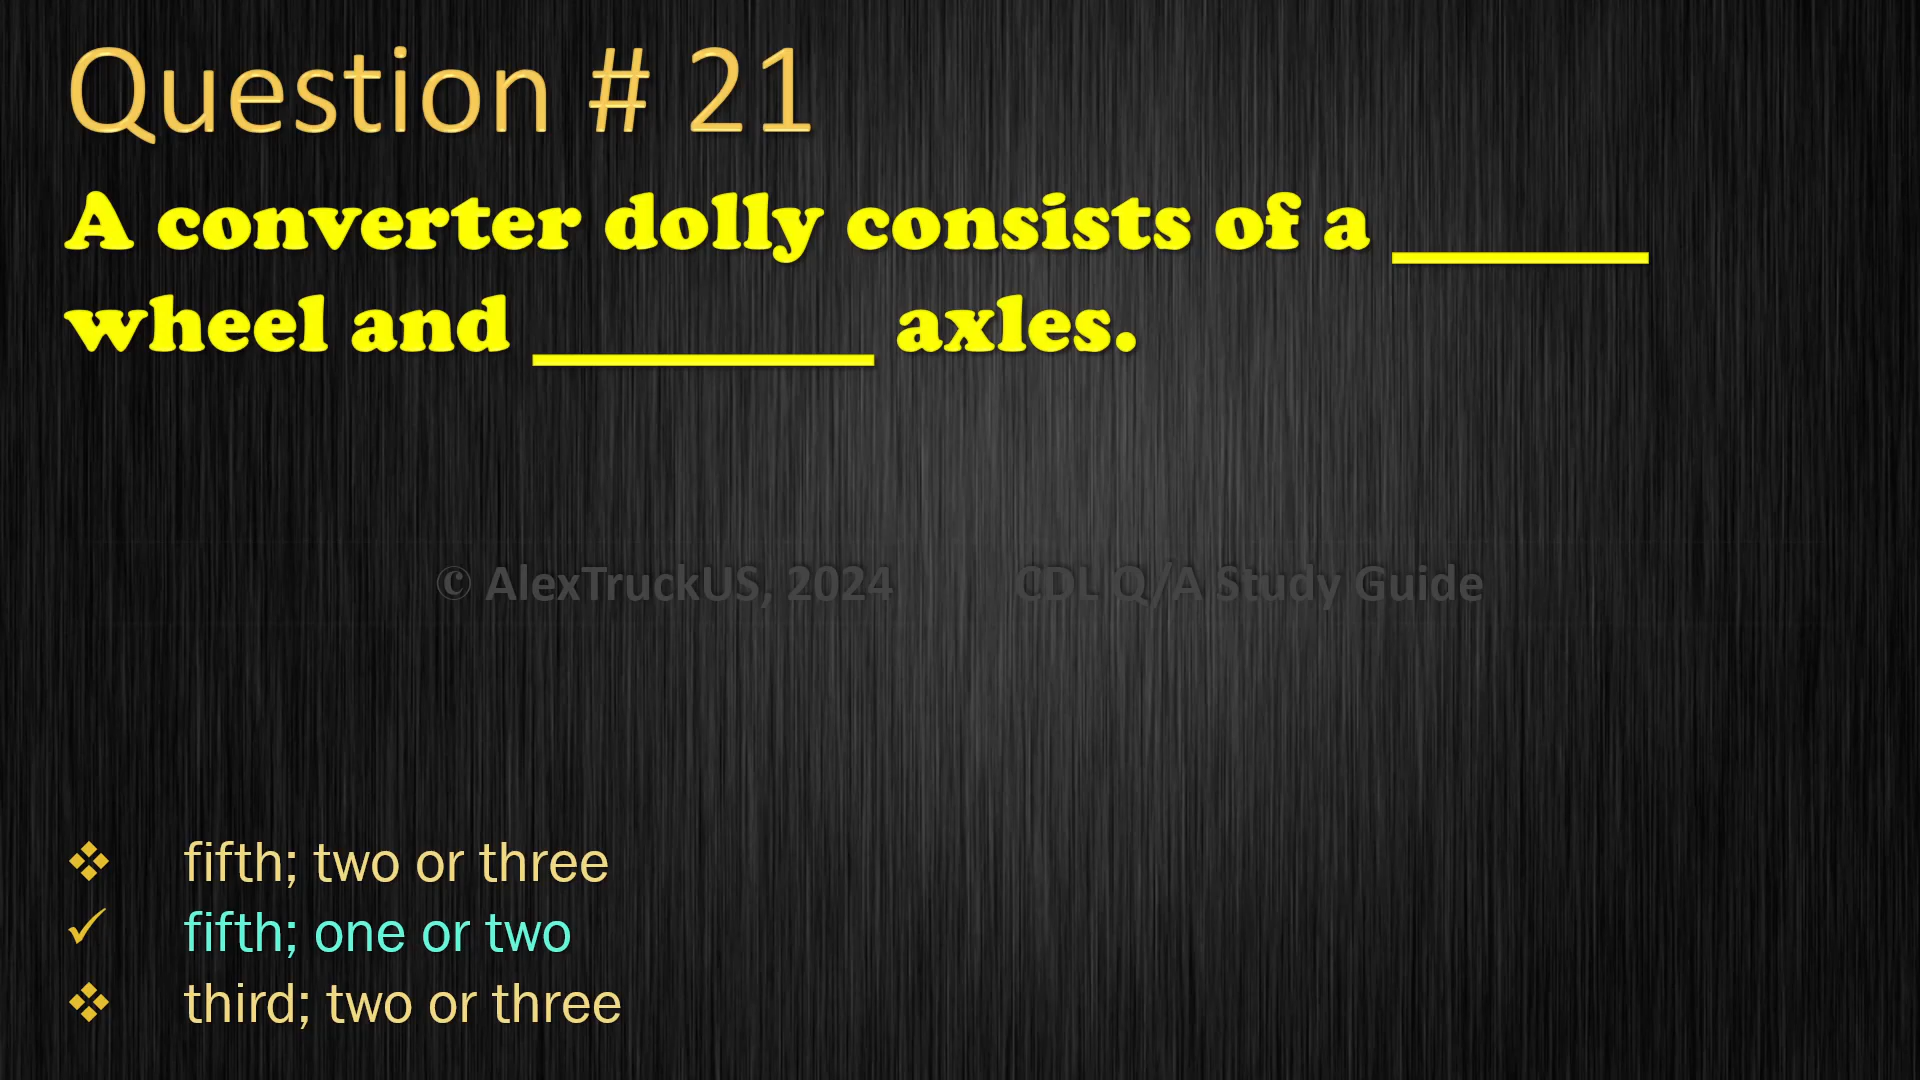 Question # 21
A converter dolly consists of a ______
wheel and ________ axles.
© AlexTruckUS, 2024 CDL Q/A Study Guide
❖ fifth; two or three
✓ fifth; one or two
❖ third; two or three